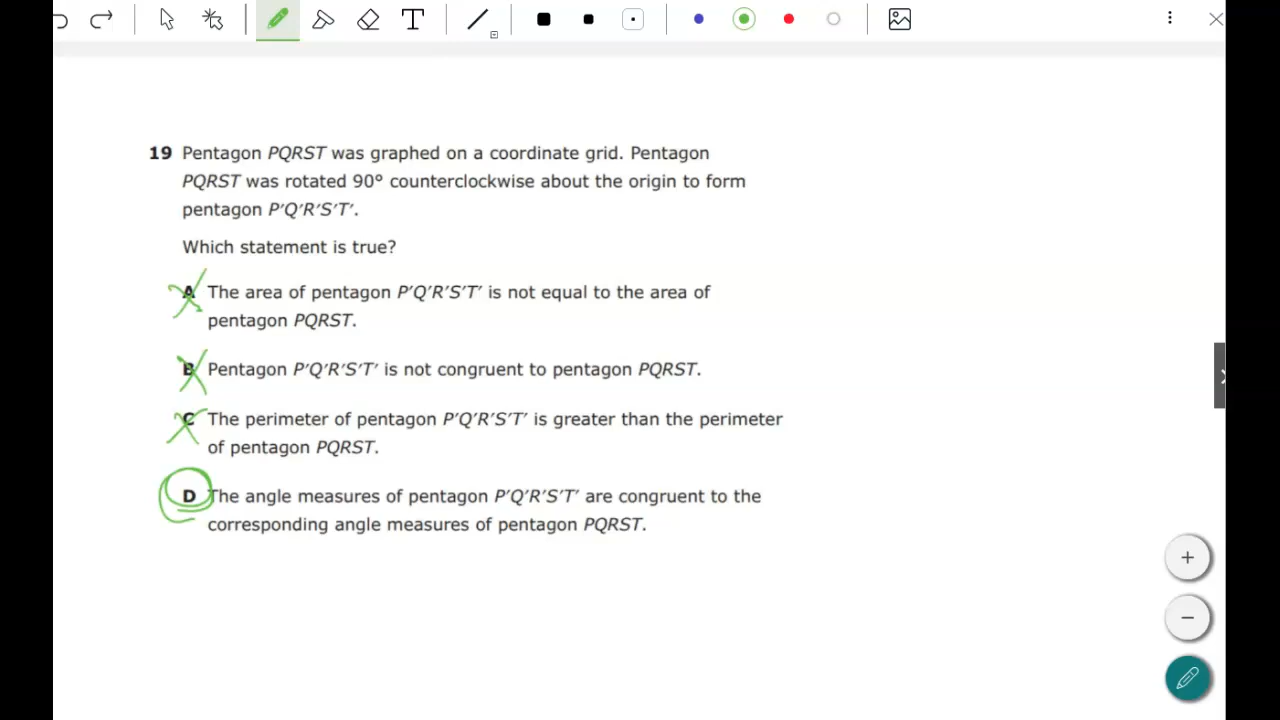 T
19 Pentagon PQRST was graphed on a coordinate grid. Pentagon
PQRST was rotated 90° counterclockwise about the origin to form
pentagon P′Q′R′S′T′.
Which statement is true?
A The area of pentagon P′Q′R′S′T′ is not equal to the area of
pentagon PQRST.
B Pentagon P′Q′R′S′T′ is not congruent to pentagon PQRST.
C The perimeter of pentagon P′Q′R′S′T′ is greater than the perimeter
of pentagon PQRST.
D The angle measures of pentagon P′Q′R′S′T′ are congruent to the
corresponding angle measures of pentagon PQRST.